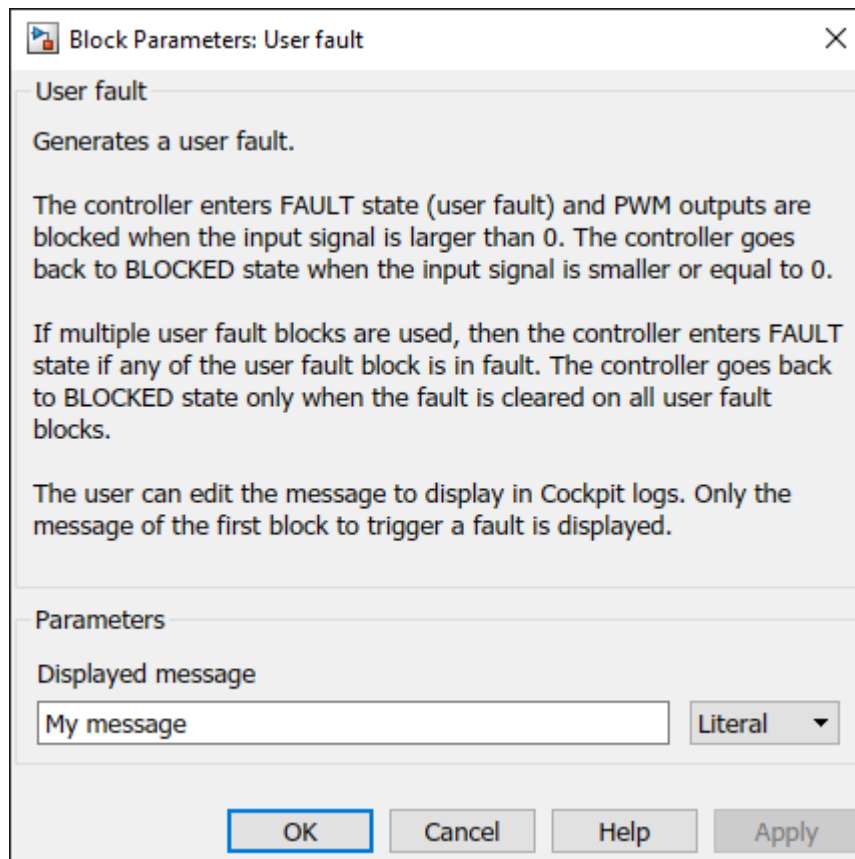 Block Parameters: User fault
User fault
Generates a user fault.
The controller enters FAULT state (user fault) and PWM outputs are
blocked when the input signal is larger than 0. The controller goes
back to BLOCKED state when the input signal is smaller or equal to 0.
If multiple user fault blocks are used, then the controller enters FAULT
state if any of the user fault block is in fault. The controller goes back
to BLOCKED state only when the fault is cleared on all user fault
blocks.
The user can edit the message to display in Cockpit logs. Only the
message of the first block to trigger a fault is displayed.
Parameters
Displayed message
My message Literal
OK Cancel Help Apply